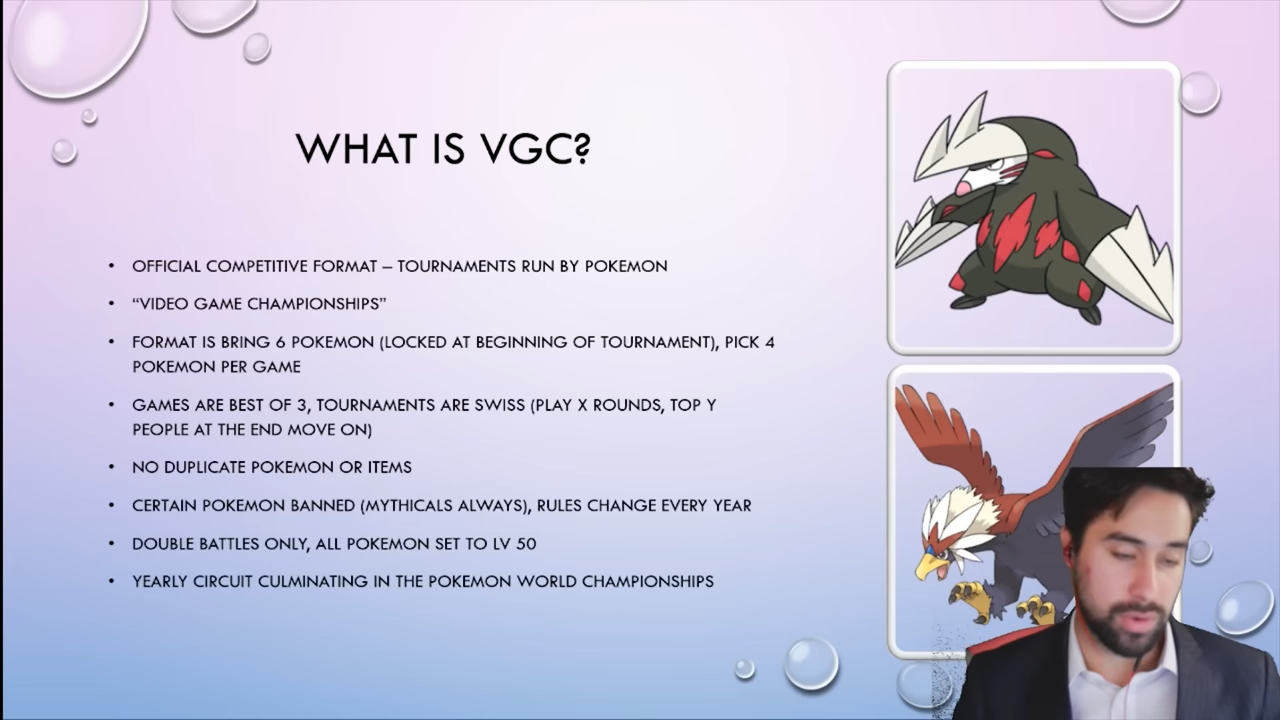 WHAT IS VGC?
• OFFICIAL COMPETITIVE FORMAT – TOURNAMENTS RUN BY POKEMON
• “VIDEO GAME CHAMPIONSHIPS”
• FORMAT IS BRING 6 POKEMON (LOCKED AT BEGINNING OF TOURNAMENT), PICK 4
POKEMON PER GAME
• GAMES ARE BEST OF 3, TOURNAMENTS ARE SWISS (PLAY X ROUNDS, TOP Y
PEOPLE AT THE END MOVE ON)
• NO DUPLICATE POKEMON OR ITEMS
• CERTAIN POKEMON BANNED (MYTHICALS ALWAYS), RULES CHANGE EVERY YEAR
• DOUBLE BATTLES ONLY, ALL POKEMON SET TO LV 50
• YEARLY CIRCUIT CULMINATING IN THE POKEMON WORLD CHAMPIONSHIPS